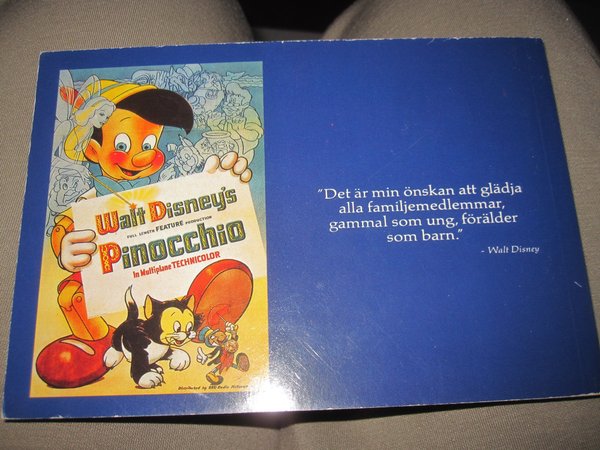 Walt Disney's
FULL LENGTH FEATURE PRODUCTION
Pinocchio
In Multiplane TECHNICOLOR
Distributed by RKO Radio Pictures
"Det är min önskan att glädja
alla familjemedlemmar,
gammal som ung, förälder
som barn."
- Walt Disney